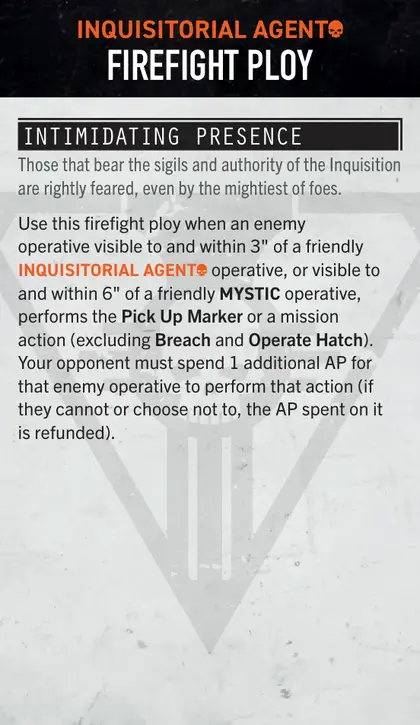 INQUISITORIAL AGENT
FIREFIGHT PLOY
INTIMIDATING PRESENCE
Those that bear the sigils and authority of the Inquisition
are rightly feared, even by the mightiest of foes.
Use this firefight ploy when an enemy
operative visible to and within 3" of a friendly
INQUISITORIAL AGENT operative, or visible to
and within 6" of a friendly MYSTIC operative,
performs the Pick Up Marker or a mission
action (excluding Breach and Operate Hatch).
Your opponent must spend 1 additional AP for
that enemy operative to perform that action (if
they cannot or choose not to, the AP spent on it
is refunded).